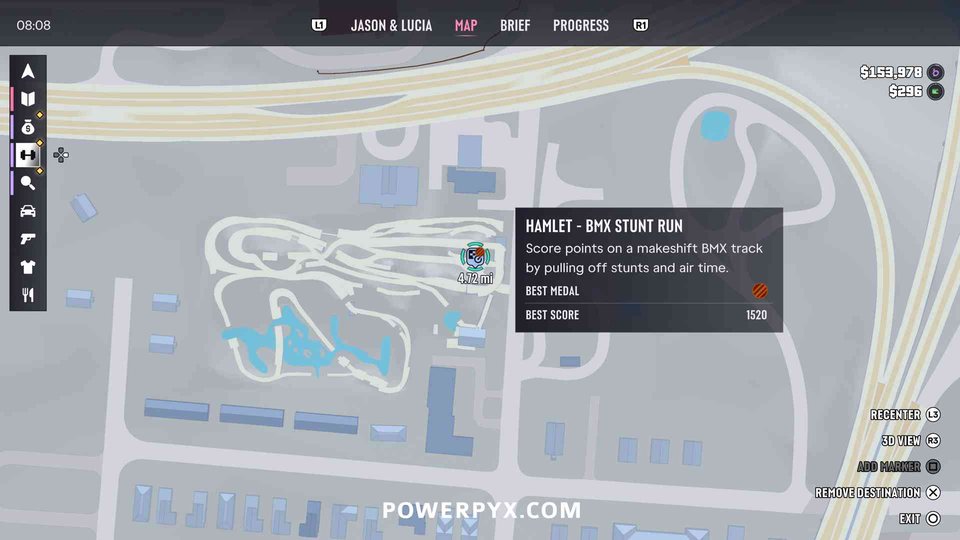 08:08
L1 JASON & LUCIA MAP BRIEF PROGRESS R1
$153,978
$296
HAMLET - BMX STUNT RUN
Score points on a makeshift BMX track
by pulling off stunts and air time.
BEST MEDAL
BEST SCORE 1520
4.72 mi
RECENTER L3
3D VIEW R3
ADD MARKER
REMOVE DESTINATION
EXIT
POWERPYX.COM